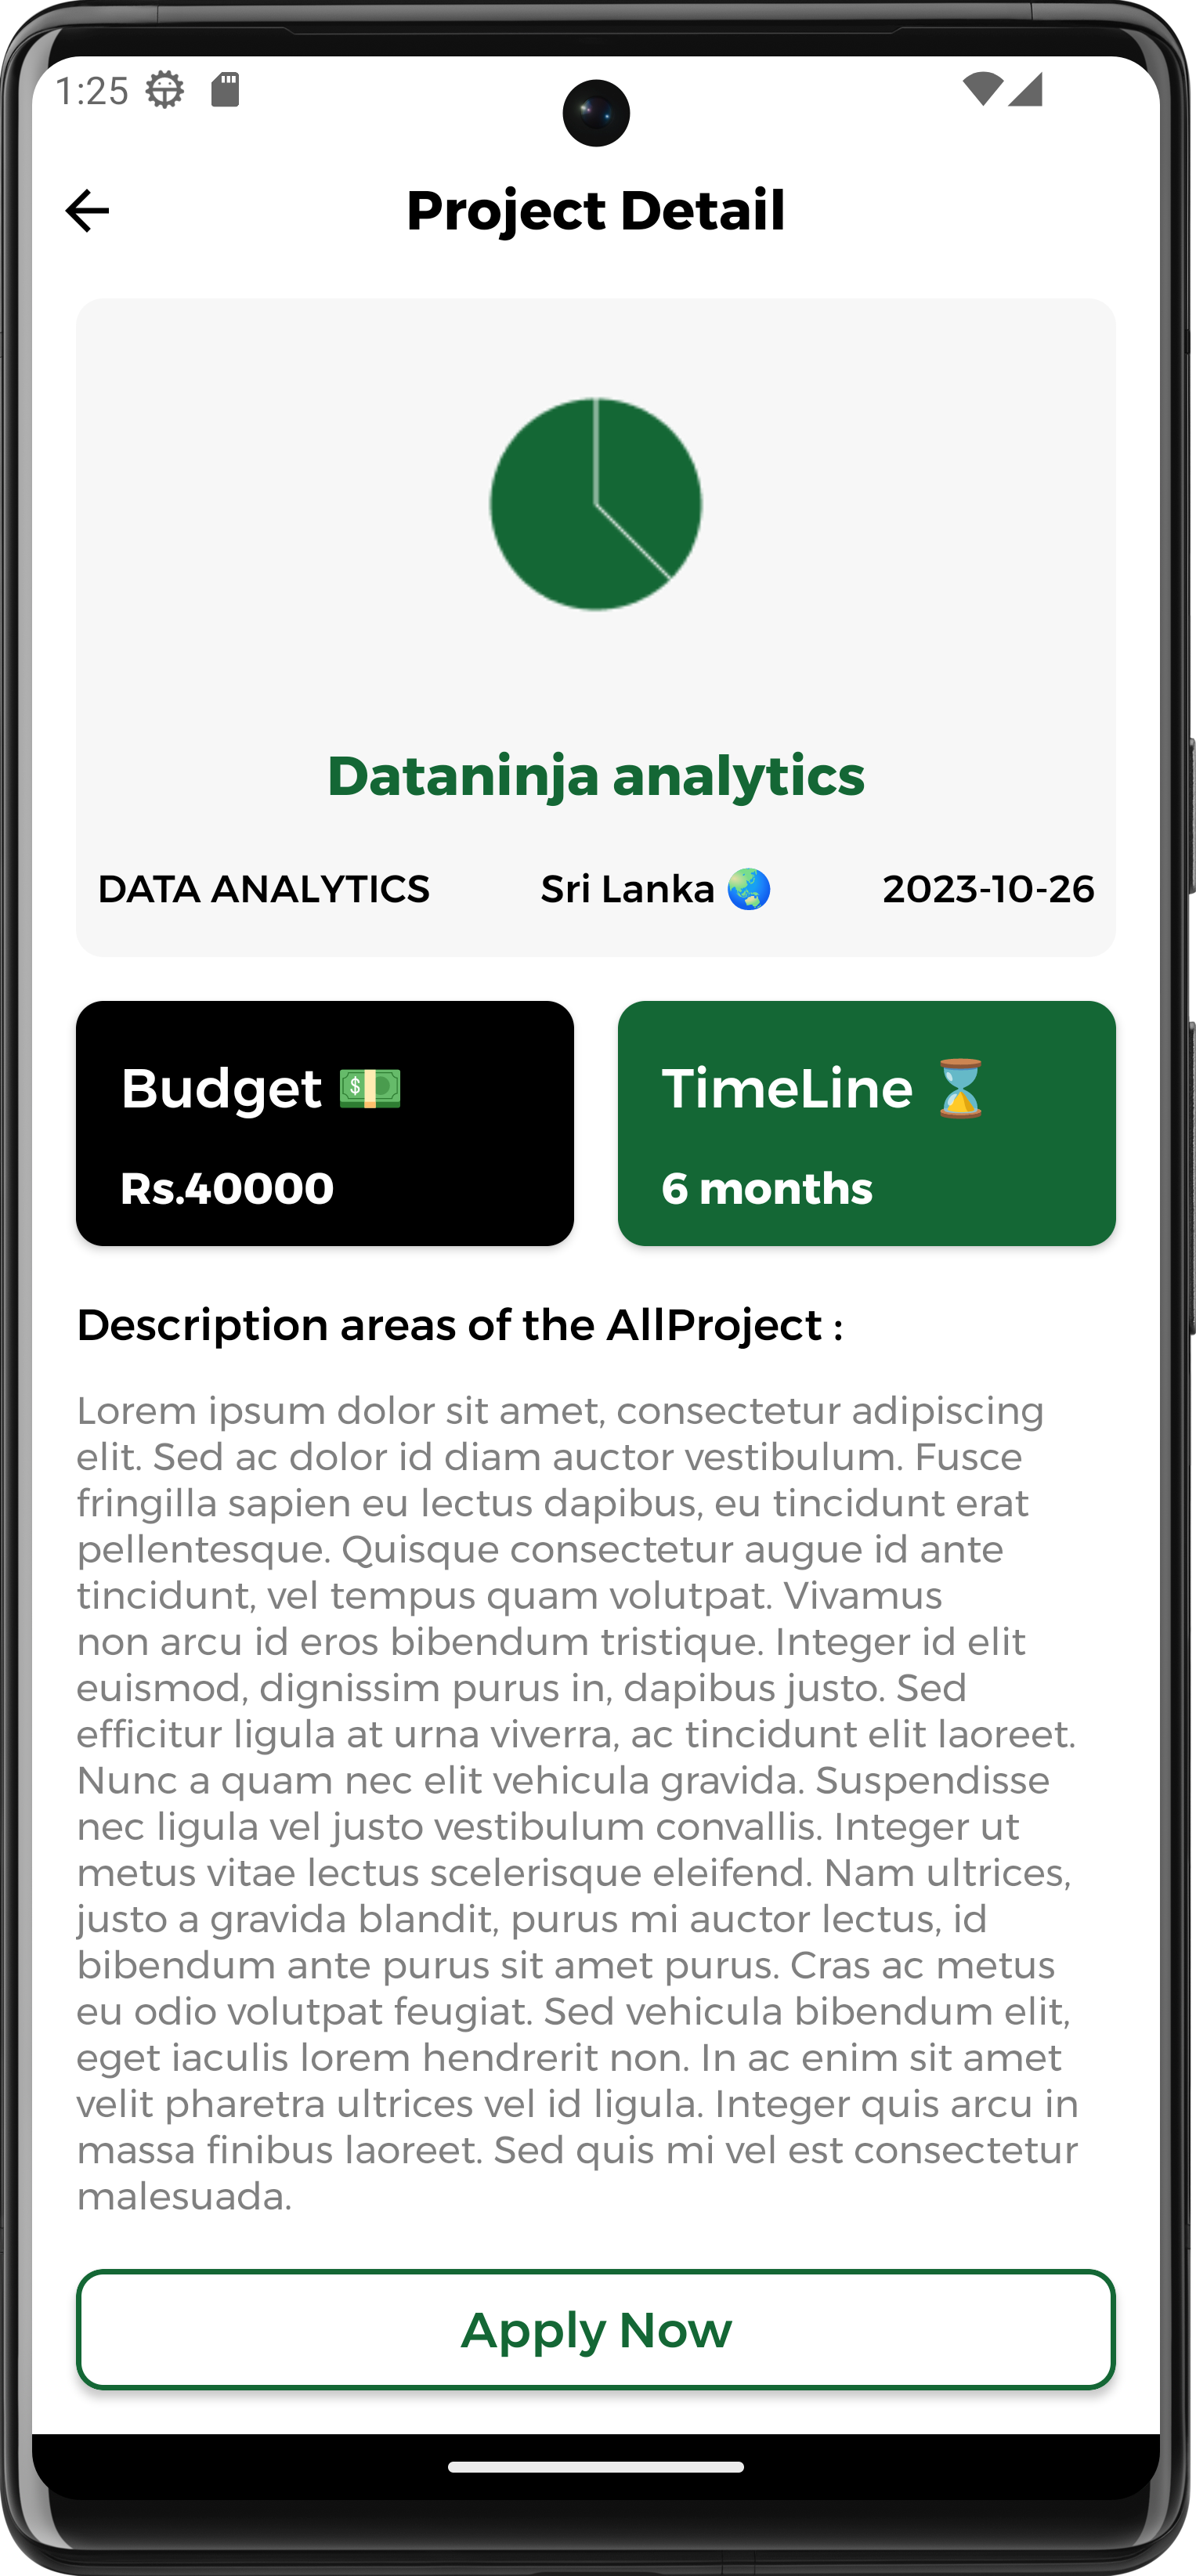 1:25
Project Detail
Dataninja analytics
DATA ANALYTICS Sri Lanka 🌏 2023-10-26
Budget 💵 TimeLine ⌛
Rs.40000 6 months
Description areas of the AllProject :
Lorem ipsum dolor sit amet, consectetur adipiscing
elit. Sed ac dolor id diam auctor vestibulum. Fusce
fringilla sapien eu lectus dapibus, eu tincidunt erat
pellentesque. Quisque consectetur augue id ante
tincidunt, vel tempus quam volutpat. Vivamus
non arcu id eros bibendum tristique. Integer id elit
euismod, dignissim purus in, dapibus justo. Sed
efficitur ligula at urna viverra, ac tincidunt elit laoreet.
Nunc a quam nec elit vehicula gravida. Suspendisse
nec ligula vel justo vestibulum convallis. Integer ut
metus vitae lectus scelerisque eleifend. Nam ultrices,
justo a gravida blandit, purus mi auctor lectus, id
bibendum ante purus sit amet purus. Cras ac metus
eu odio volutpat feugiat. Sed vehicula bibendum elit,
eget iaculis lorem hendrerit non. In ac enim sit amet
velit pharetra ultrices vel id ligula. Integer quis arcu in
massa finibus laoreet. Sed quis mi vel est consectetur
malesuada.
Apply Now